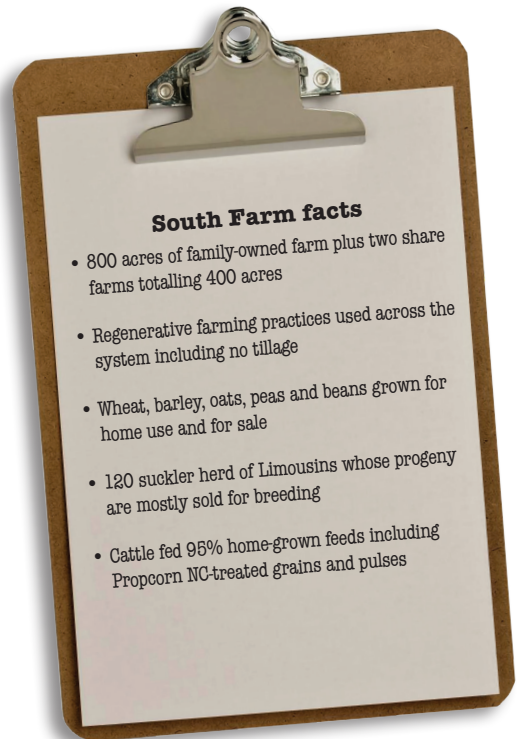 South Farm facts
• 800 acres of family-owned farm plus two share
farms totalling 400 acres
• Regenerative farming practices used across the
system including no tillage
• Wheat, barley, oats, peas and beans grown for
home use and for sale
• 120 suckler herd of Limousins whose progeny
are mostly sold for breeding
• Cattle fed 95% home-grown feeds including
Propcorn NC-treated grains and pulses